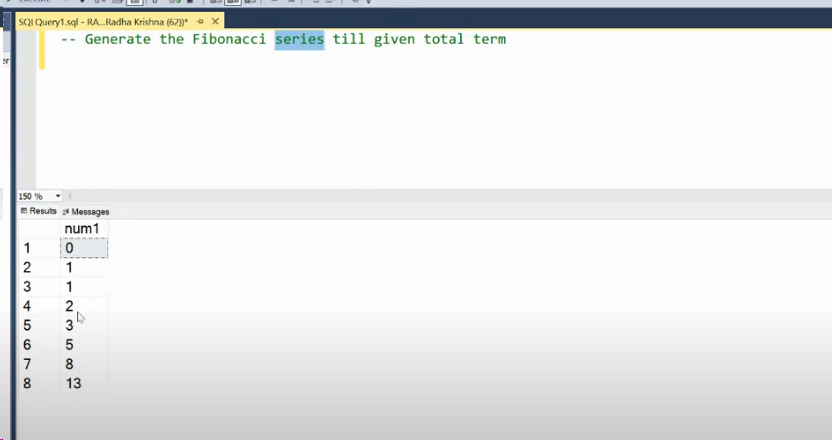 SQLQuery1.sql - RA...Radha Krishna (62))*
-- Generate the Fibonacci series till given total term
150 %
Results Messages
num1
1 0
2 1
3 1
4 2
5 3
6 5
7 8
8 13